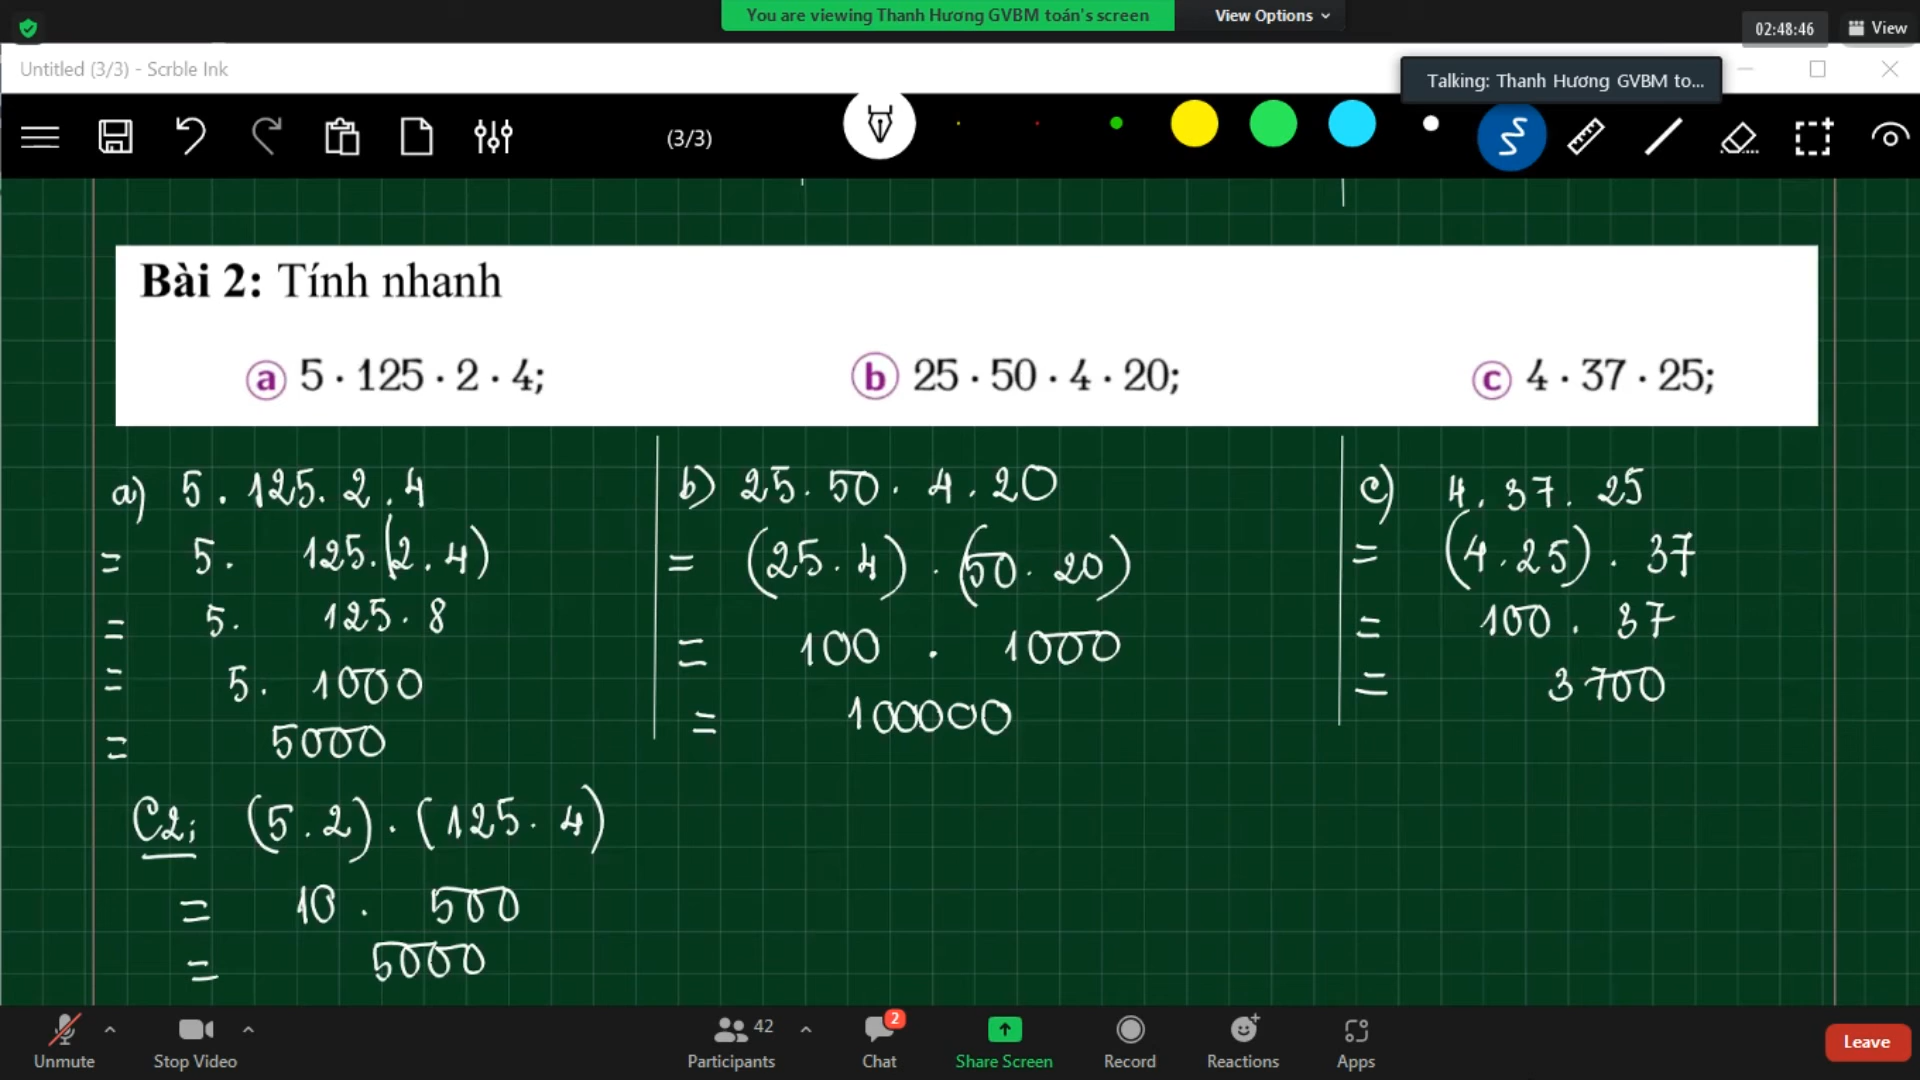 You are viewing Thanh Hương GVBM toán's screen
View Options
02:48:46
View
Untitled (3/3) - Scrble Ink
Talking: Thanh Hương GVBM to...
(3/3)
Bài 2: Tính nhanh
a 5 · 125 · 2 · 4;
b 25 · 50 · 4 · 20;
c 4 · 37 · 25;
a) 5 . 125 . 2 . 4
= 5 . 125 . (2 . 4)
= 5 . 125 . 8
= 5 . 1000
= 5000
C2: (5 . 2) . (125 . 4)
= 10 . 500
= 5000
b) 25 . 50 . 4 . 20
= (25 . 4) . (50 . 20)
= 100 . 1000
= 100000
c) 4 . 37 . 25
= (4 . 25) . 37
= 100 . 37
= 3700
Unmute
Stop Video
Participants
42
Chat
2
Share Screen
Record
Reactions
Apps
Leave